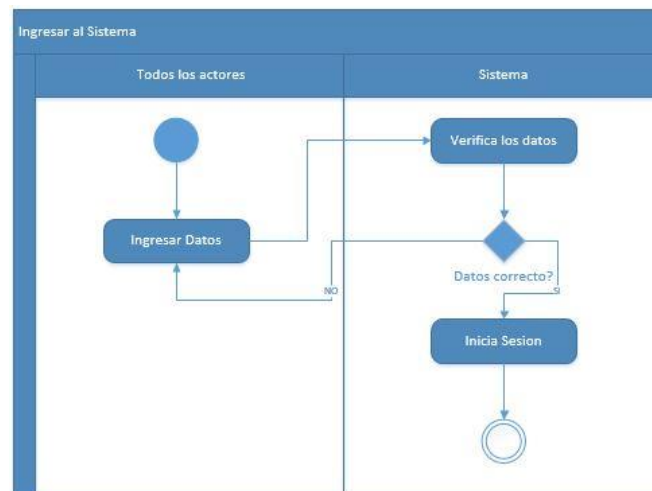 Ingresar al Sistema
Todos los actores
Sistema
Verifica los datos
Ingresar Datos
Datos correcto?
NO
SI
Inicia Sesion